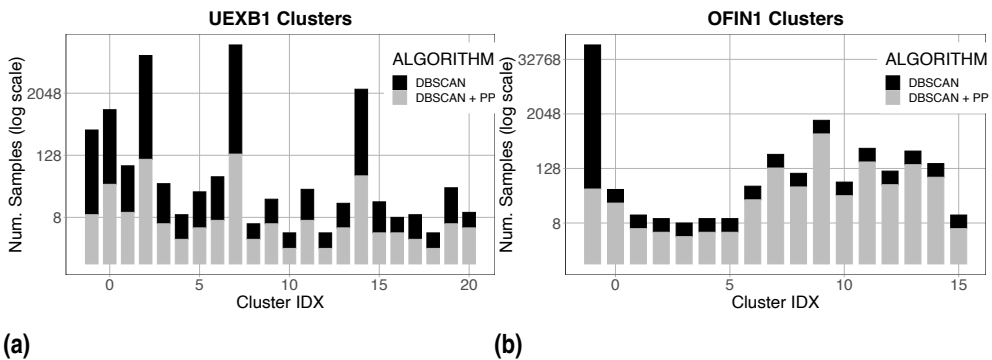 UEXB1 Clusters
Num. Samples (log scale)
2048
128
8
ALGORITHM
DBSCAN
DBSCAN + PP
0 5 10 15 20
Cluster IDX
(a)
OFIN1 Clusters
Num. Samples (log scale)
32768
2048
128
8
ALGORITHM
DBSCAN
DBSCAN + PP
0 5 10 15
Cluster IDX
(b)